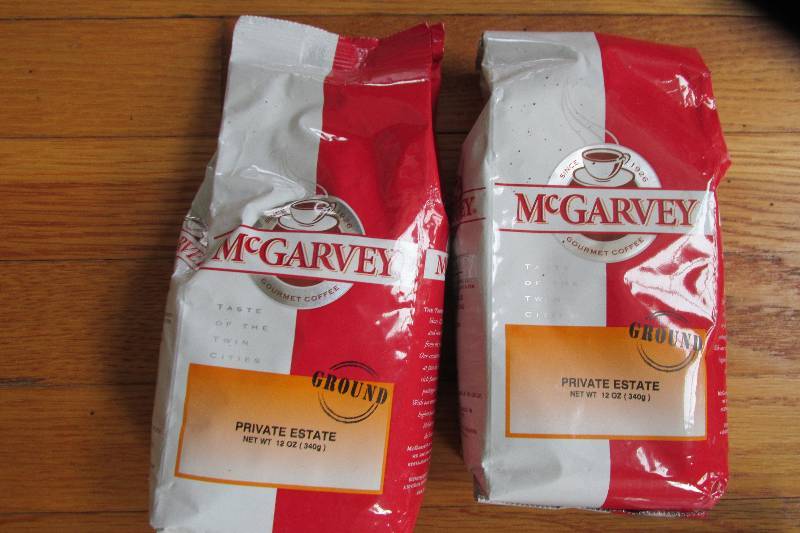 McGARVEY
GOURMET COFFEE
TASTE
OF THE
TWIN
CITIES
GROUND
PRIVATE ESTATE
NET WT 12 OZ (340g)
SINCE 1926
McGARVEY
GOURMET COFFEE
TASTE
OF THE
TWIN
CITIES
GROUND
PRIVATE ESTATE
NET WT 12 OZ (340g)